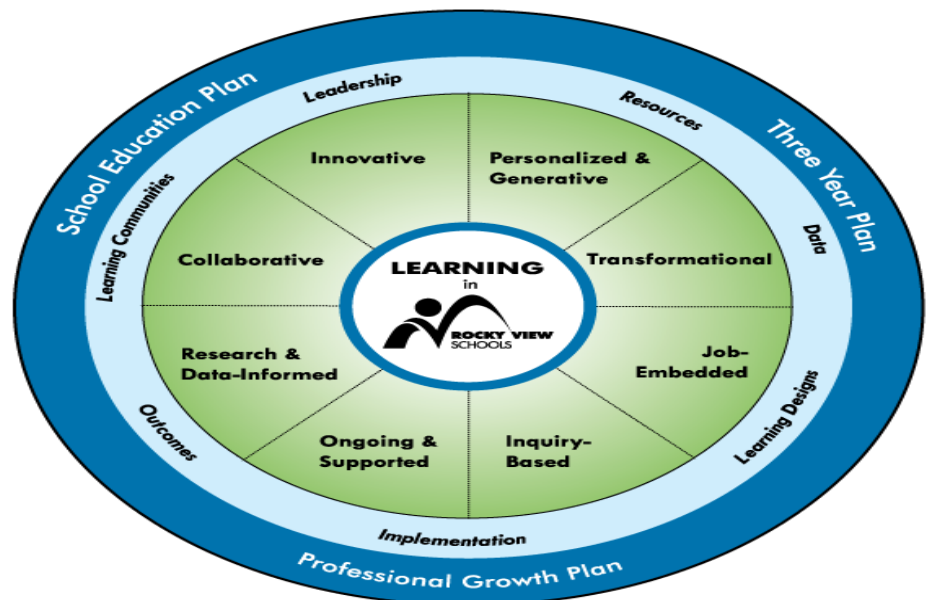 School Education Plan
Three Year Plan
Professional Growth Plan
Leadership
Resources
Data
Learning Designs
Implementation
Outcomes
Learning Communities
Innovative
Personalized &
Generative
Transformational
Job-
Embedded
Inquiry-
Based
Ongoing &
Supported
Research &
Data-Informed
Collaborative
LEARNING
in
ROCKY VIEW
SCHOOLS